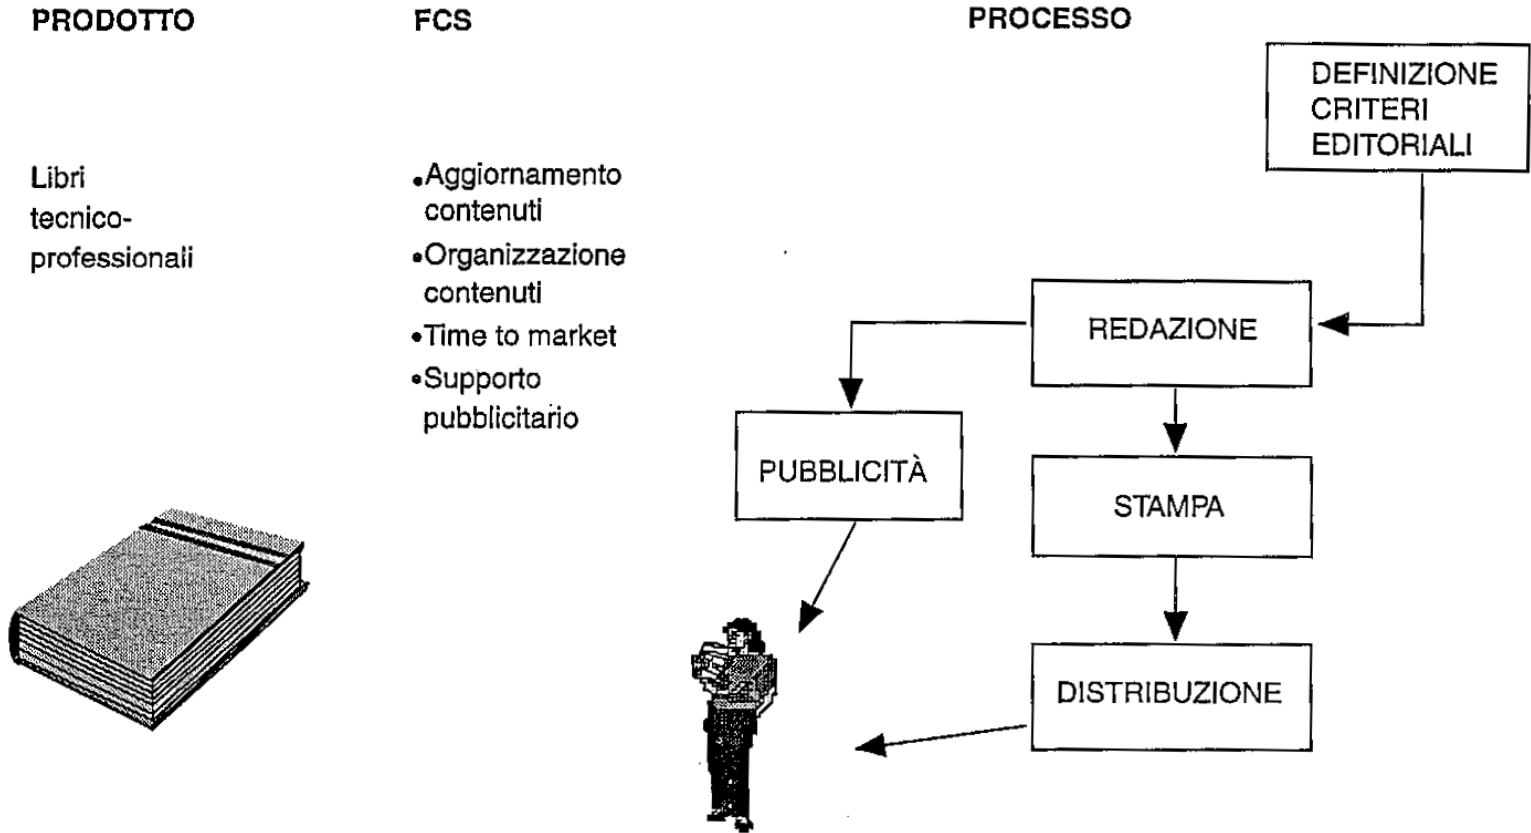 PRODOTTO
FCS
PROCESSO
Libri
tecnico-
professionali
•Aggiornamento
contenuti
•Organizzazione
contenuti
•Time to market
•Supporto
pubblicitario
DEFINIZIONE
CRITERI
EDITORIALI
REDAZIONE
PUBBLICITÀ
STAMPA
DISTRIBUZIONE